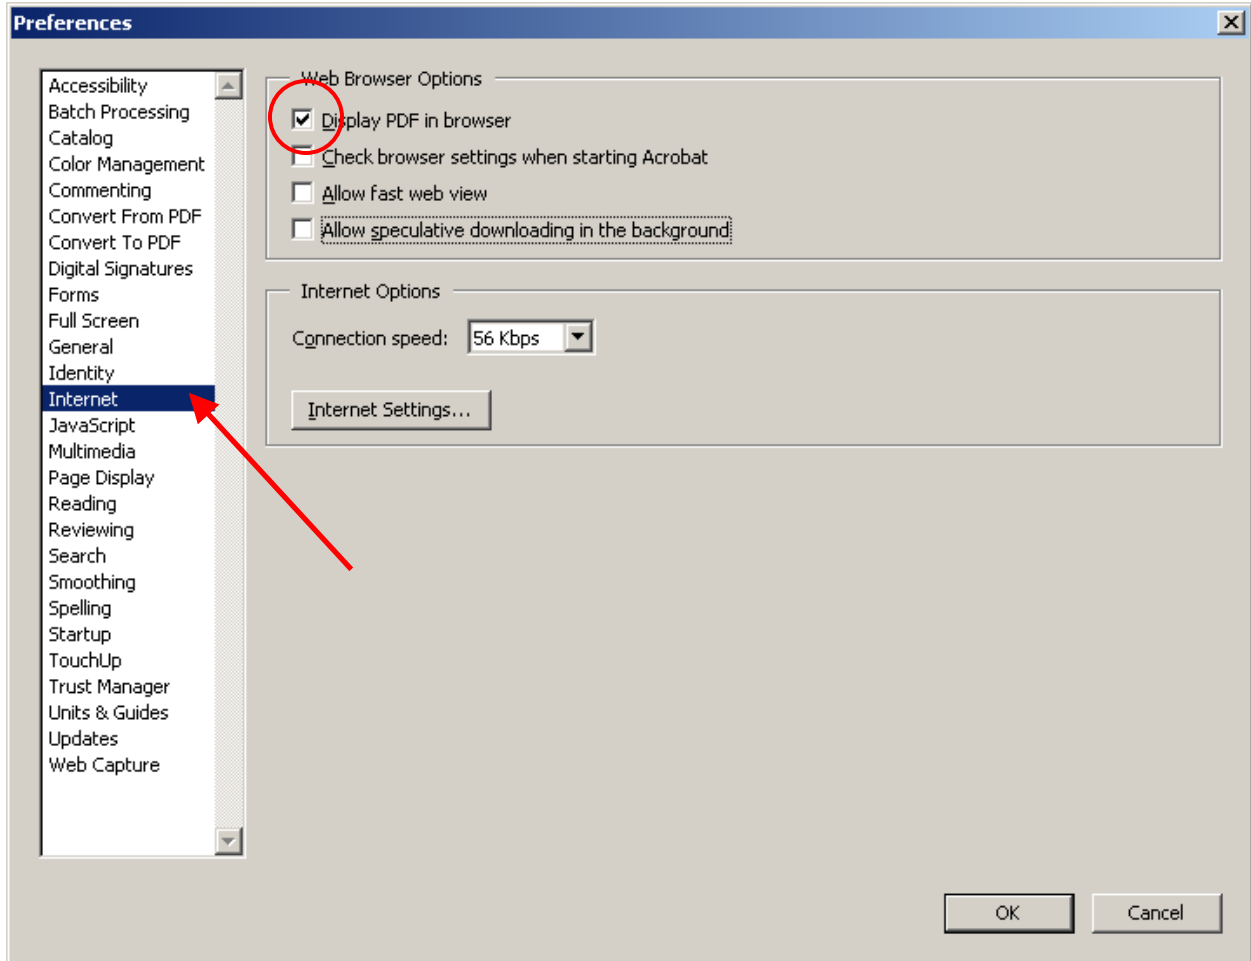 Preferences
Accessibility
Batch Processing
Catalog
Color Management
Commenting
Convert From PDF
Convert To PDF
Digital Signatures
Forms
Full Screen
General
Identity
Internet
JavaScript
Multimedia
Page Display
Reading
Reviewing
Search
Smoothing
Spelling
Startup
TouchUp
Trust Manager
Units & Guides
Updates
Web Capture
Web Browser Options
Display PDF in browser
Check browser settings when starting Acrobat
Allow fast web view
Allow speculative downloading in the background
Internet Options
Connection speed: 56 Kbps
Internet Settings...
OK Cancel